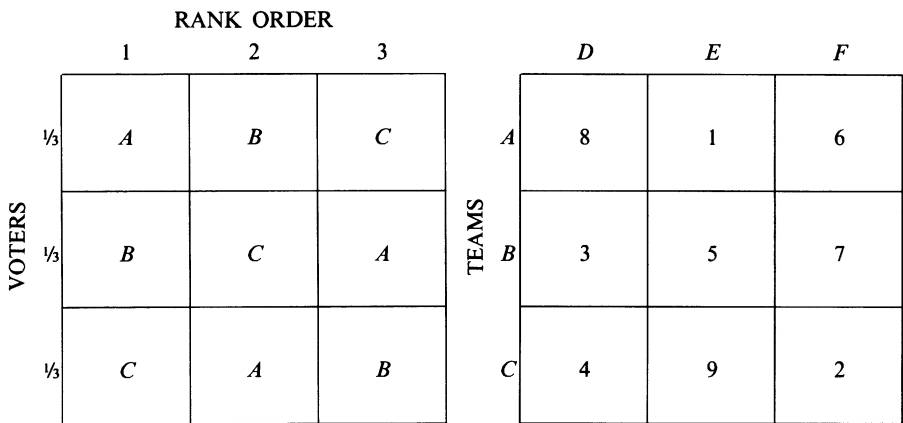 RANK ORDER
1 2 3
VOTERS
⅓ A B C
⅓ B C A
⅓ C A B
D E F
TEAMS
A 8 1 6
B 3 5 7
C 4 9 2